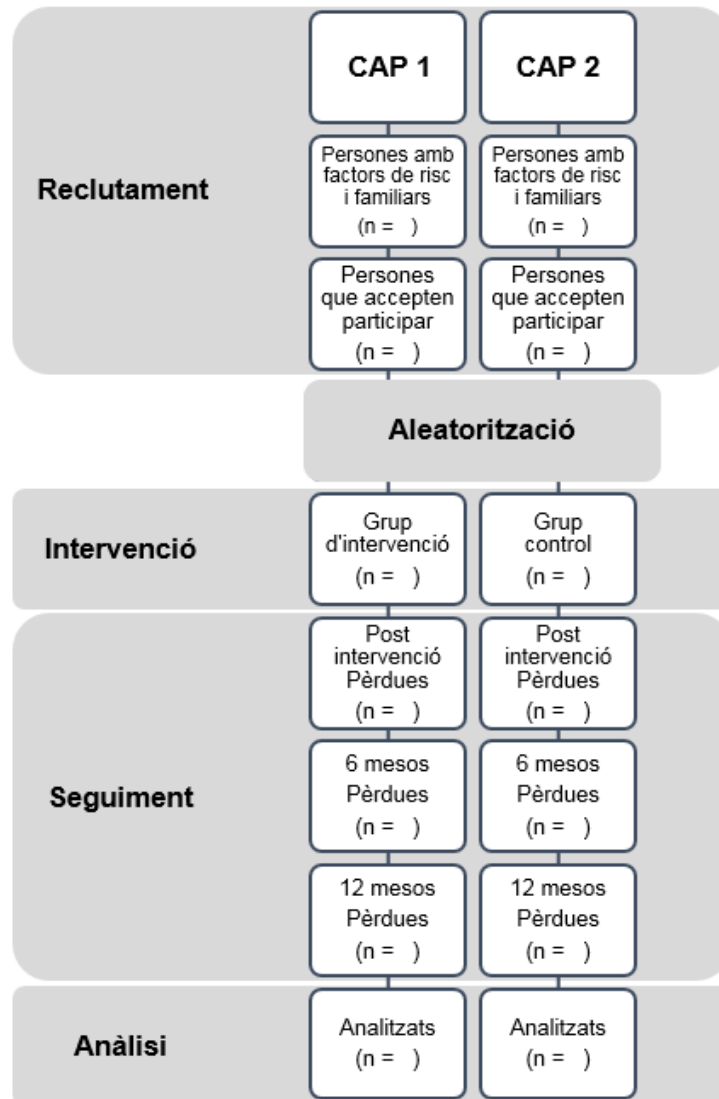 CAP 1
CAP 2
Reclutament
Persones amb
factors de risc
i familiars
(n =   )
Persones amb
factors de risc
i familiars
(n =   )
Persones
que accepten
participar
(n =   )
Persones
que accepten
participar
(n =   )
Aleatorització
Intervenció
Grup
d'intervenció
(n =   )
Grup
control
(n =   )
Seguiment
Post
intervenció
Pèrdues
(n =   )
Post
intervenció
Pèrdues
(n =   )
6 mesos
Pèrdues
(n =   )
6 mesos
Pèrdues
(n =   )
12 mesos
Pèrdues
(n =   )
12 mesos
Pèrdues
(n =   )
Anàlisi
Analitzats
(n =   )
Analitzats
(n =   )